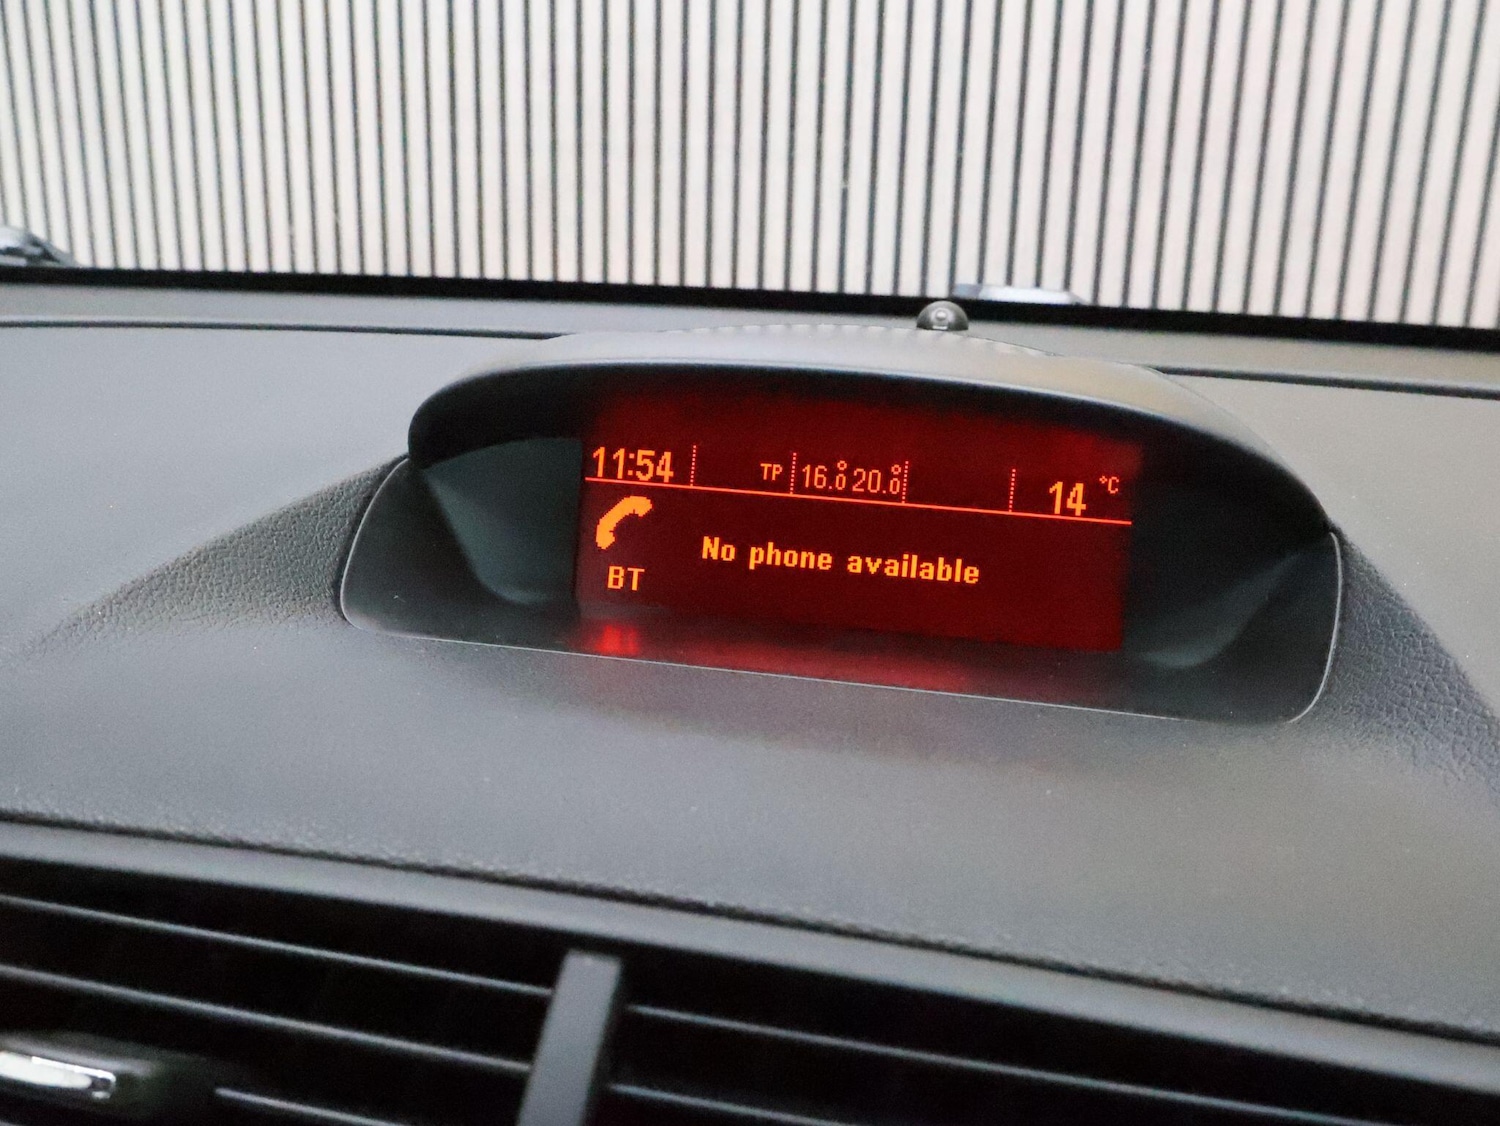 11:54 TP 16.0° 20.0° 14 °C
No phone available
BT